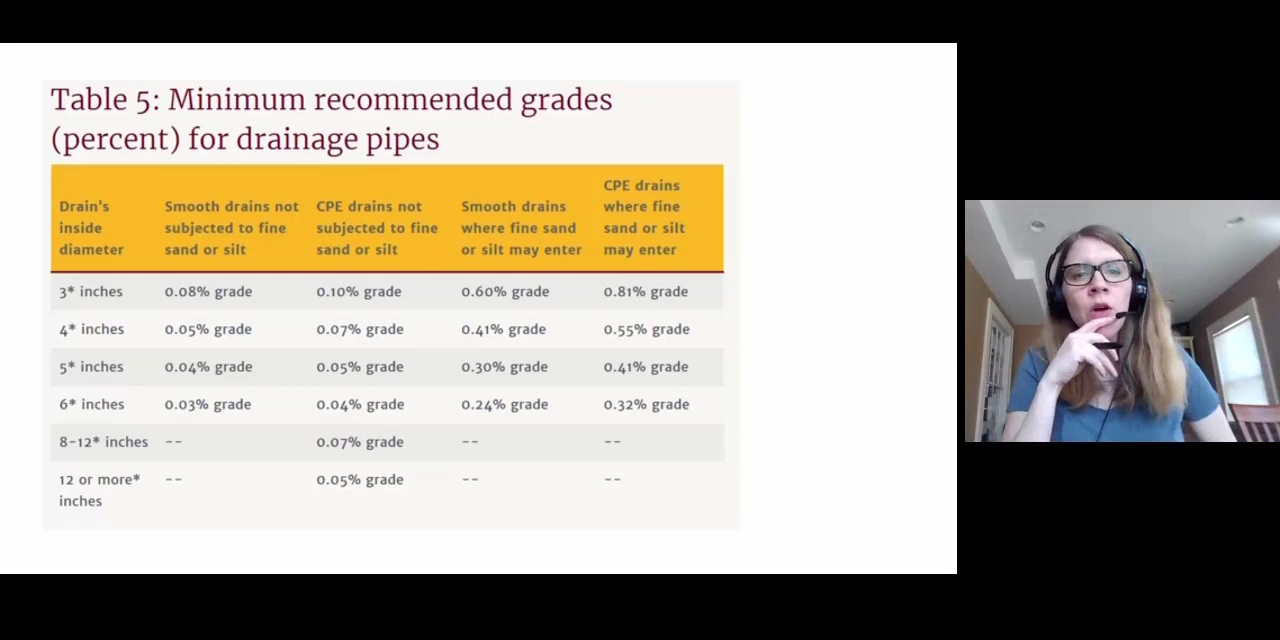 Table 5: Minimum recommended grades
(percent) for drainage pipes
Drain's inside diameter
Smooth drains not subjected to fine sand or silt
CPE drains not subjected to fine sand or silt
Smooth drains where fine sand or silt may enter
CPE drains where fine sand or silt may enter
3* inches 0.08% grade 0.10% grade 0.60% grade 0.81% grade
4* inches 0.05% grade 0.07% grade 0.41% grade 0.55% grade
5* inches 0.04% grade 0.05% grade 0.30% grade 0.41% grade
6* inches 0.03% grade 0.04% grade 0.24% grade 0.32% grade
8-12* inches -- 0.07% grade -- --
12 or more* inches -- 0.05% grade -- --